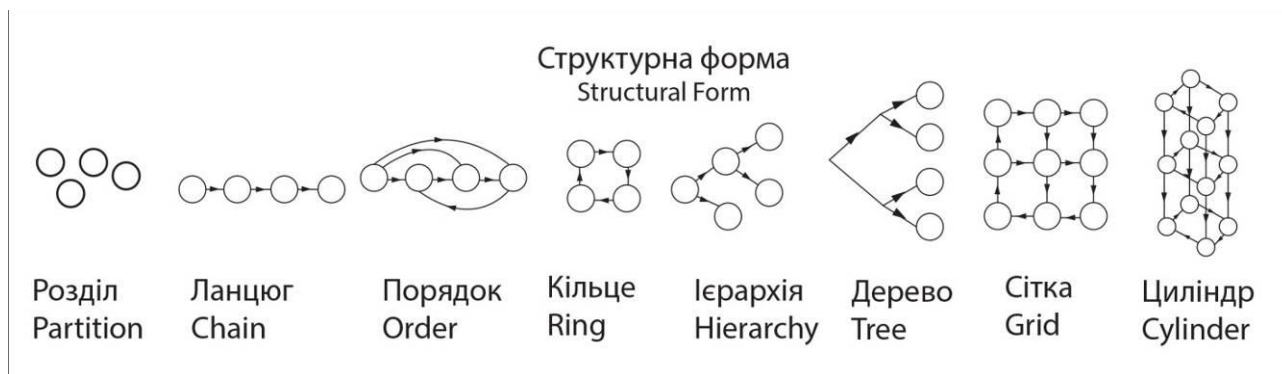 Структурна форма
Structural Form
Розділ
Partition
Ланцюг
Chain
Порядок
Order
Кільце
Ring
Ієрархія
Hierarchy
Дерево
Tree
Сітка
Grid
Циліндр
Cylinder